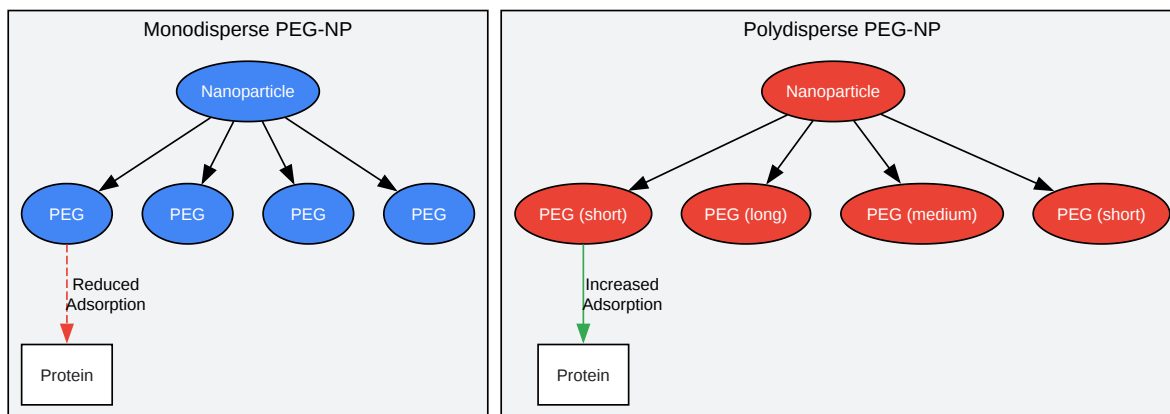 Monodisperse PEG-NP
Nanoparticle
PEG
PEG
PEG
PEG
Reduced
Adsorption
Protein
Polydisperse PEG-NP
Nanoparticle
PEG (short)
PEG (long)
PEG (medium)
PEG (short)
Increased
Adsorption
Protein